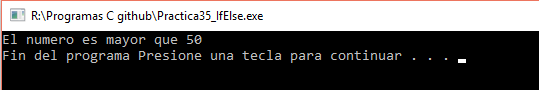 R:\Programas C github\Practica35_IfElse.exe
El numero es mayor que 50
Fin del programa Presione una tecla para continuar . . .